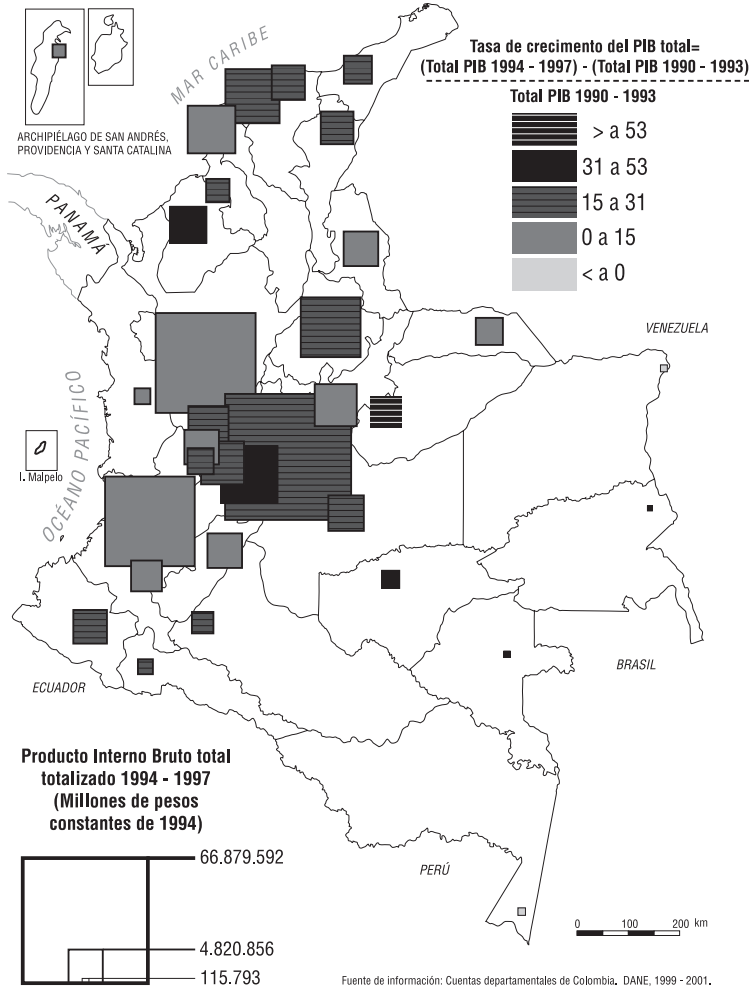 MAR CARIBE
ARCHIPIÉLAGO DE SAN ANDRÉS,
PROVIDENCIA Y SANTA CATALINA
Tasa de crecimento del PIB total=
(Total PIB 1994 - 1997) - (Total PIB 1990 - 1993)
Total PIB 1990 - 1993
> a 53
31 a 53
15 a 31
0 a 15
< a 0
PANAMÁ
VENEZUELA
OCÉANO PACÍFICO
I. Malpelo
BRASIL
ECUADOR
PERÚ
Producto Interno Bruto total
totalizado 1994 - 1997
(Millones de pesos
constantes de 1994)
66.879.592
4.820.856
115.793
0 100 200 km
Fuente de información: Cuentas departamentales de Colombia. DANE, 1999 - 2001.